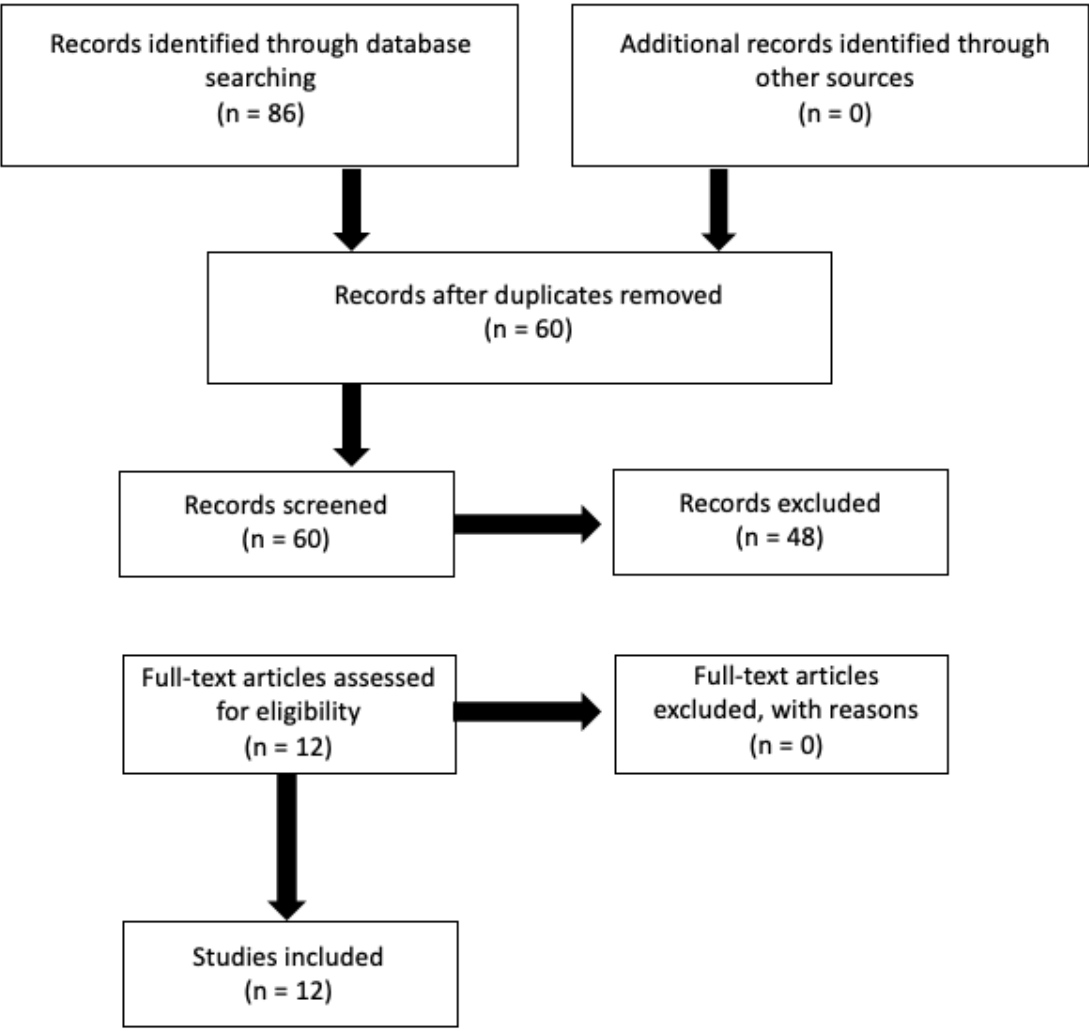 Records identified through database
searching
(n = 86)
Additional records identified through
other sources
(n = 0)
Records after duplicates removed
(n = 60)
Records screened
(n = 60)
Records excluded
(n = 48)
Full-text articles assessed
for eligibility
(n = 12)
Full-text articles
excluded, with reasons
(n = 0)
Studies included
(n = 12)